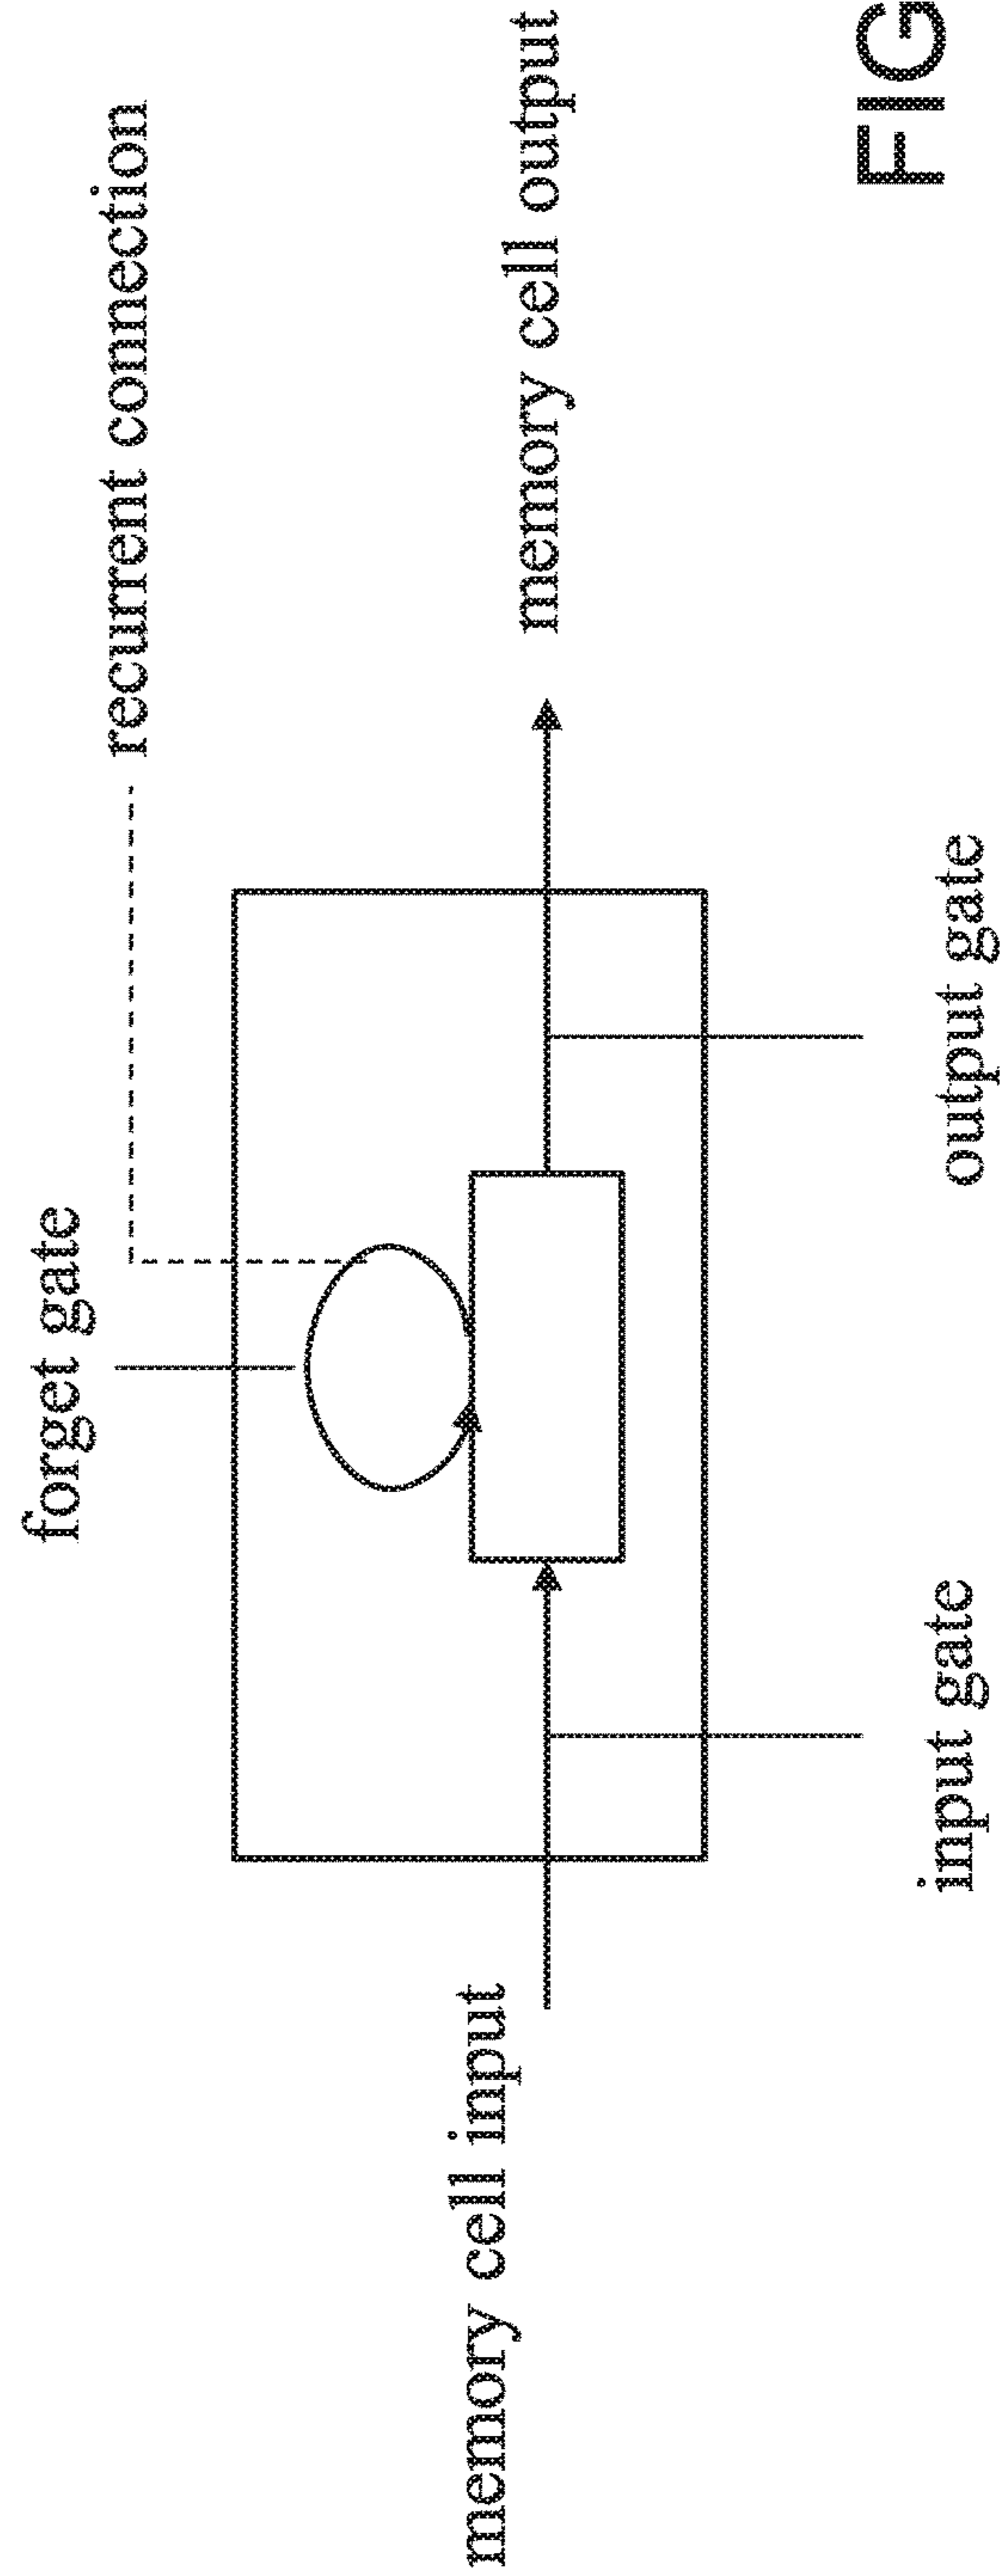 forget gate
recurrent connection
memory cell input
memory cell output
input gate
output gate
FIG